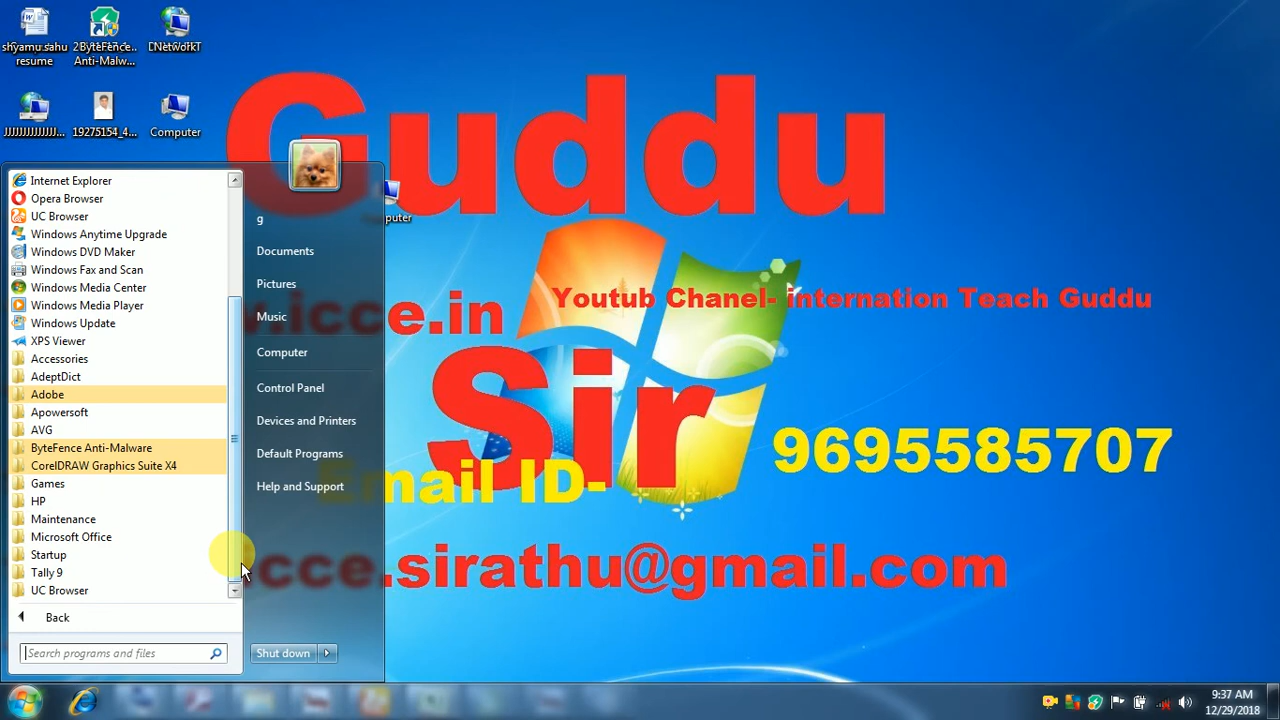 shyamu.sahu
resume
2ByteFence...
Anti-Malw...
JJJJJJJJJJJJJ...
19275154_4...
Computer
Guddu
Internet Explorer
Opera Browser
UC Browser
Windows Anytime Upgrade
Windows DVD Maker
Windows Fax and Scan
Windows Media Center
Windows Media Player
Windows Update
XPS Viewer
Accessories
AdeptDict
Adobe
Apowersoft
AVG
ByteFence Anti-Malware
CorelDRAW Graphics Suite X4
Games
HP
Maintenance
Microsoft Office
Startup
Tally 9
UC Browser
Back
Search programs and files
g
Documents
Pictures
Music
Computer
Control Panel
Devices and Printers
Default Programs
Help and Support
Shut down
puter
icce.in
Youtub Chanel- internation Teach Guddu
Sir
9695585707
Email ID-
icce.sirathu@gmail.com
9:37 AM
12/29/2018